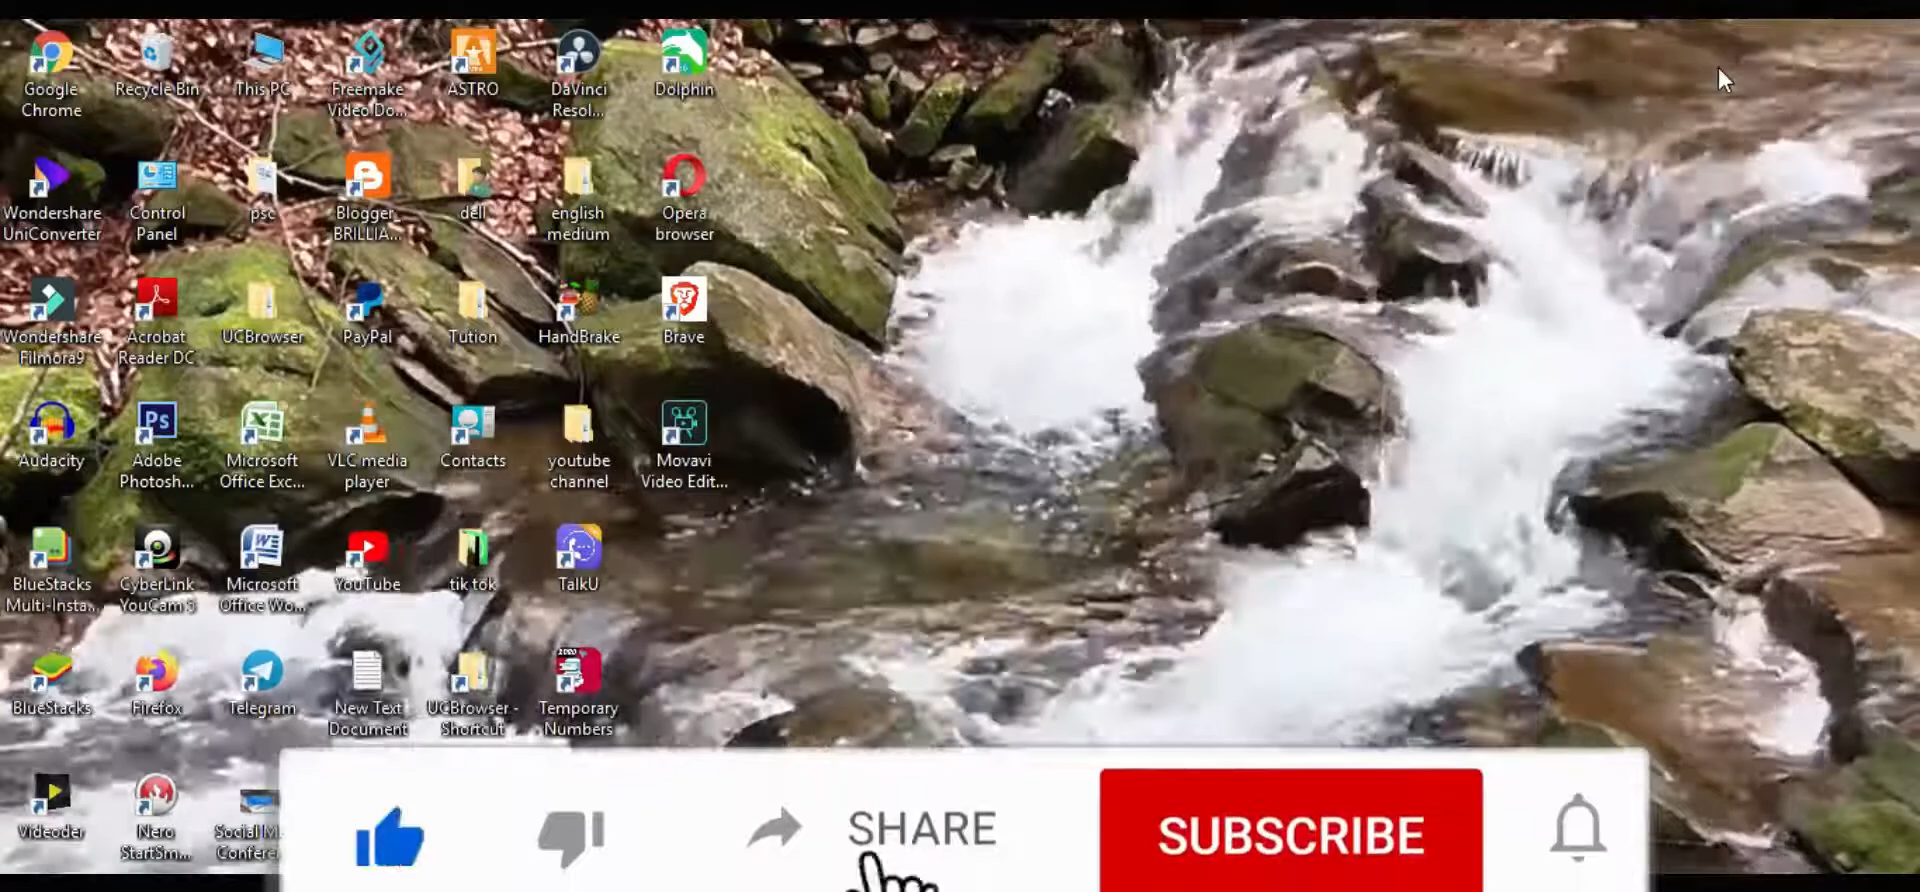 Google
Chrome
Recycle Bin
This PC
Freemake
Video Do...
ASTRO
DaVinci
Resol...
Dolphin
Wondershare
UniConverter
Control
Panel
psc
Blogger_
BRILLIA...
dell
english
medium
Opera
browser
Wondershare
Filmora9
Acrobat
Reader DC
UCBrowser
PayPal
Tution
HandBrake
Brave
Audacity
Ps
Adobe
Photosh...
Microsoft
Office Exc...
VLC media
player
Contacts
youtube
channel
Movavi
Video Edit...
BlueStacks
Multi-Insta...
CyberLink
YouCam 3
Microsoft
Office Wo...
YouTube
tik tok
TalkU
BlueStacks
Firefox
Telegram
New Text
Document
UCBrowser -
Shortcut
2020
Temporary
Numbers
Videoder
Nero
StartSm...
Social M
Confere
SHARE
SUBSCRIBE